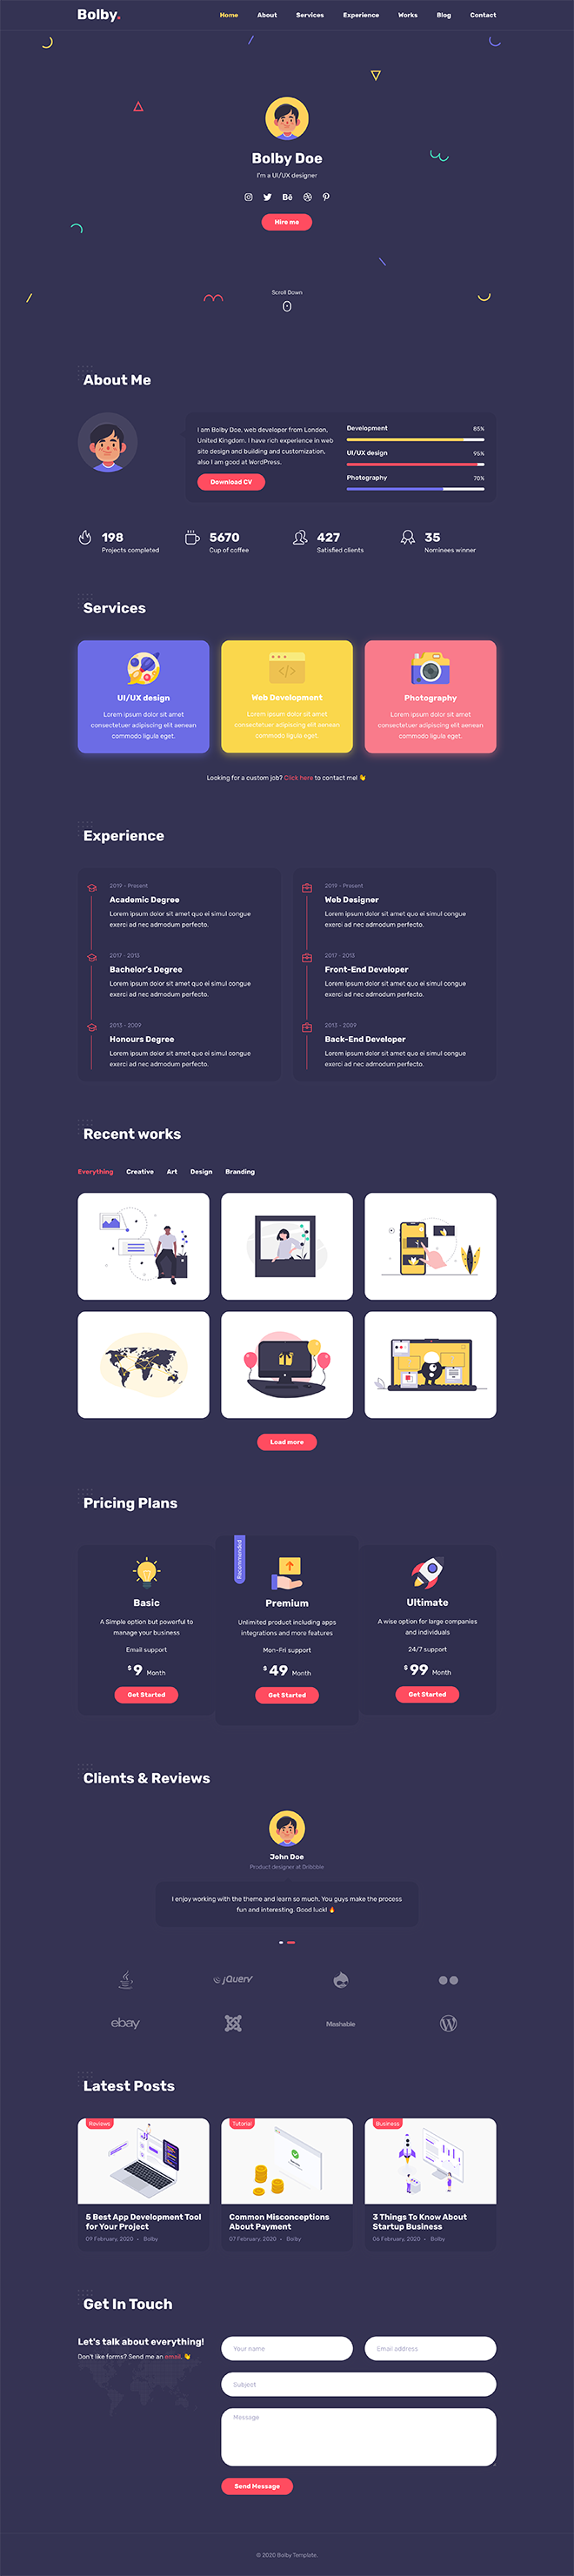 Bolby.
Home About Services Experience Works Blog Contact
Bolby Doe
I'm a UI/UX designer
Bē
Hire me
Scroll Down
About Me
I am Bolby Doe, web developer from London,
United Kingdom. I have rich experience in web
site design and building and customization,
also I am good at WordPress.
Download CV
Development 85%
UI/UX design 95%
Photography 70%
198
Projects completed
5670
Cup of coffee
427
Satisfied clients
35
Nominees winner
Services
UI/UX design
Lorem ipsum dolor sit amet
consectetuer adipiscing elit aenean
commodo ligula eget.
Web Development
Lorem ipsum dolor sit amet
consectetuer adipiscing elit aenean
commodo ligula eget.
Photography
Lorem ipsum dolor sit amet
consectetuer adipiscing elit aenean
commodo ligula eget.
Looking for a custom job? Click here to contact me! 👋
Experience
2019 - Present
Academic Degree
Lorem ipsum dolor sit amet quo ei simul congue
exerci ad nec admodum perfecto.
2017 - 2013
Bachelor's Degree
Lorem ipsum dolor sit amet quo ei simul congue
exerci ad nec admodum perfecto.
2013 - 2009
Honours Degree
Lorem ipsum dolor sit amet quo ei simul congue
exerci ad nec admodum perfecto.
2019 - Present
Web Designer
Lorem ipsum dolor sit amet quo ei simul congue
exerci ad nec admodum perfecto.
2017 - 2013
Front-End Developer
Lorem ipsum dolor sit amet quo ei simul congue
exerci ad nec admodum perfecto.
2013 - 2009
Back-End Developer
Lorem ipsum dolor sit amet quo ei simul congue
exerci ad nec admodum perfecto.
Recent works
Everything Creative Art Design Branding
Load more
Pricing Plans
Basic
A Simple option but powerful to
manage your business
Email support
$ 9 Month
Get Started
Recommended
Premium
Unlimited product including apps
integrations and more features
Mon-Fri support
$ 49 Month
Get Started
Ultimate
A wise option for large companies
and individuals
24/7 support
$ 99 Month
Get Started
Clients & Reviews
John Doe
Product designer at Dribbble
I enjoy working with the theme and learn so much. You guys make the process
fun and interesting. Good luck! 🔥
Java jQuery
ebay Mashable
Latest Posts
Reviews
5 Best App Development Tool
for Your Project
09 February, 2020 • Bolby
Tutorial
Common Misconceptions
About Payment
07 February, 2020 • Bolby
Business
3 Things To Know About
Startup Business
06 February, 2020 • Bolby
Get In Touch
Let's talk about everything!
Don't like forms? Send me an email. 👋
Your name
Email address
Subject
Message
Send Message
© 2020 Bolby Template.